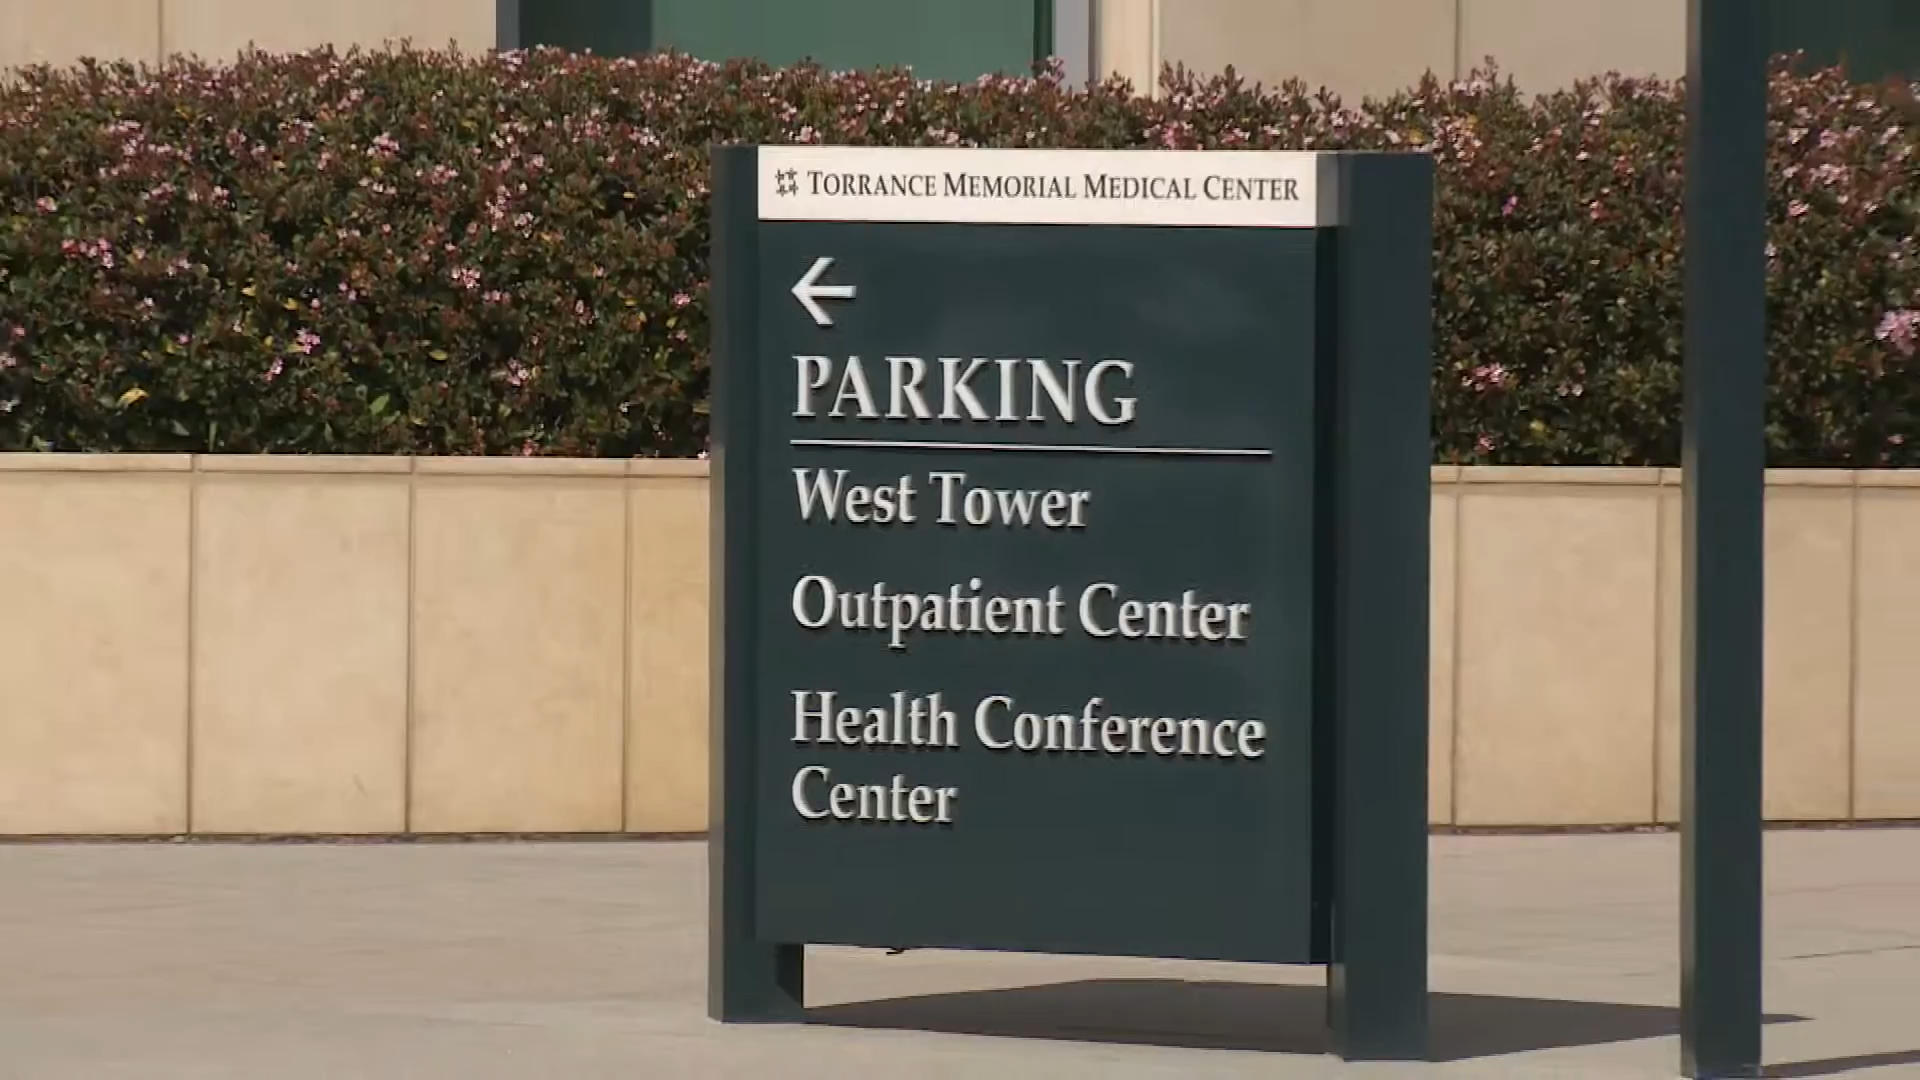 TORRANCE MEMORIAL MEDICAL CENTER
←
PARKING
West Tower
Outpatient Center
Health Conference
Center